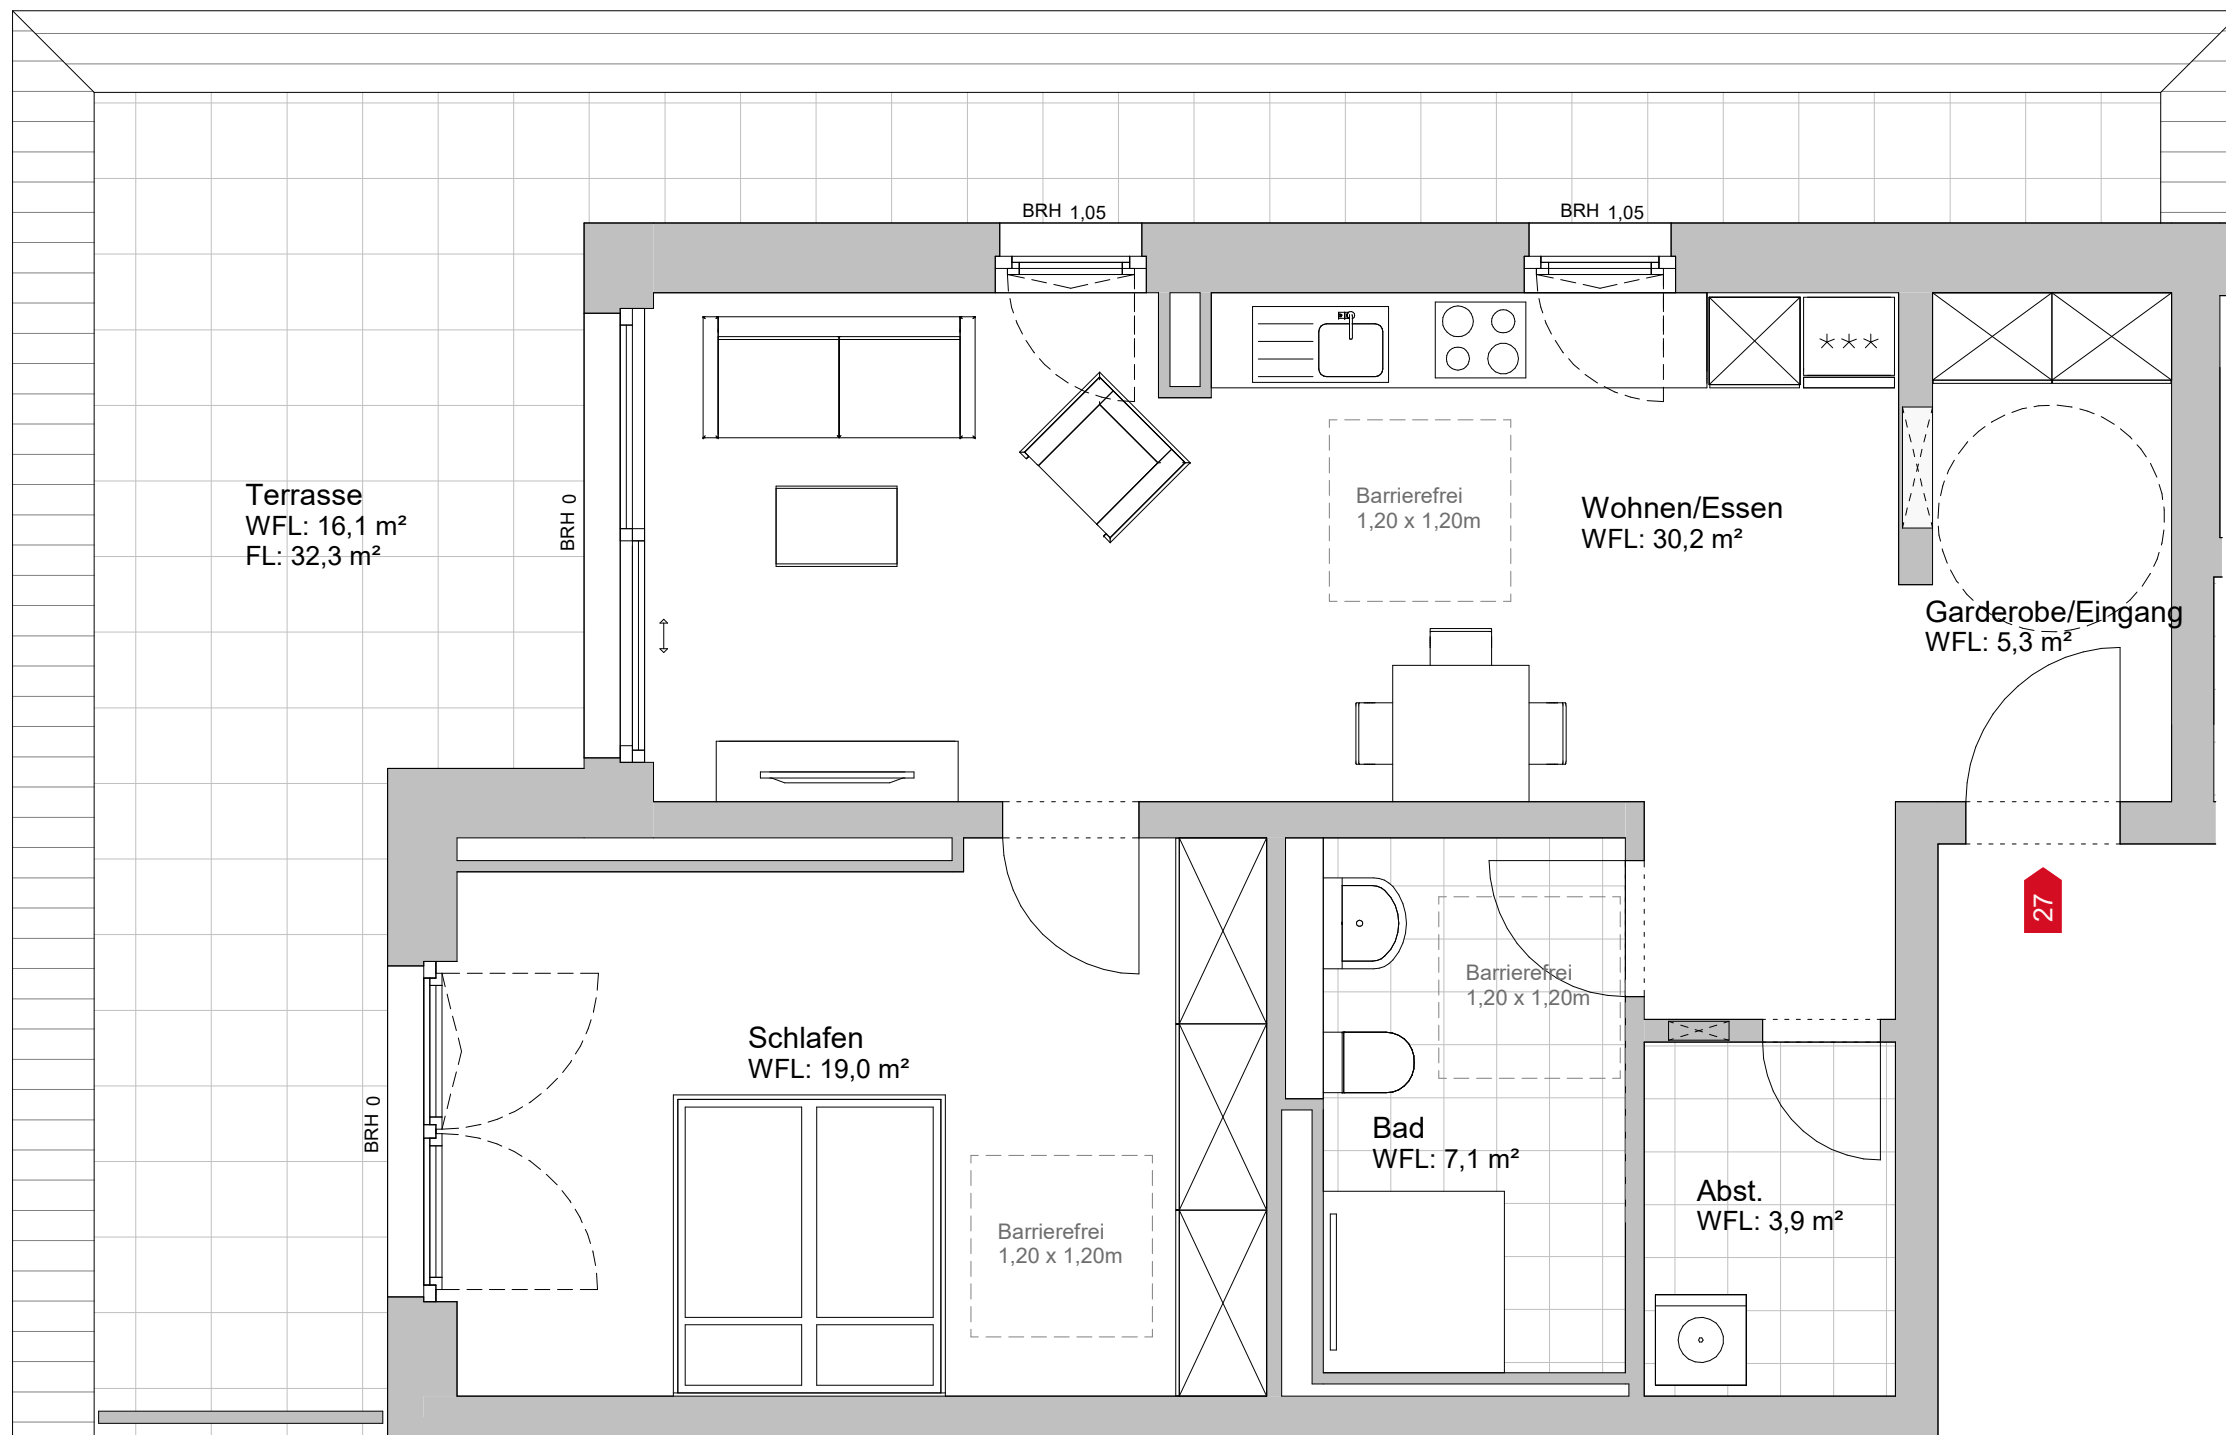 BRH 1,05
BRH 1,05
Terrasse
WFL: 16,1 m²
FL: 32,3 m²
BRH 0
Barrierefrei
1,20 x 1,20m
Wohnen/Essen
WFL: 30,2 m²
Garderobe/Eingang
WFL: 5,3 m²
27
Barrierefrei
1,20 x 1,20m
Schlafen
WFL: 19,0 m²
BRH 0
Bad
WFL: 7,1 m²
Abst.
WFL: 3,9 m²
Barrierefrei
1,20 x 1,20m